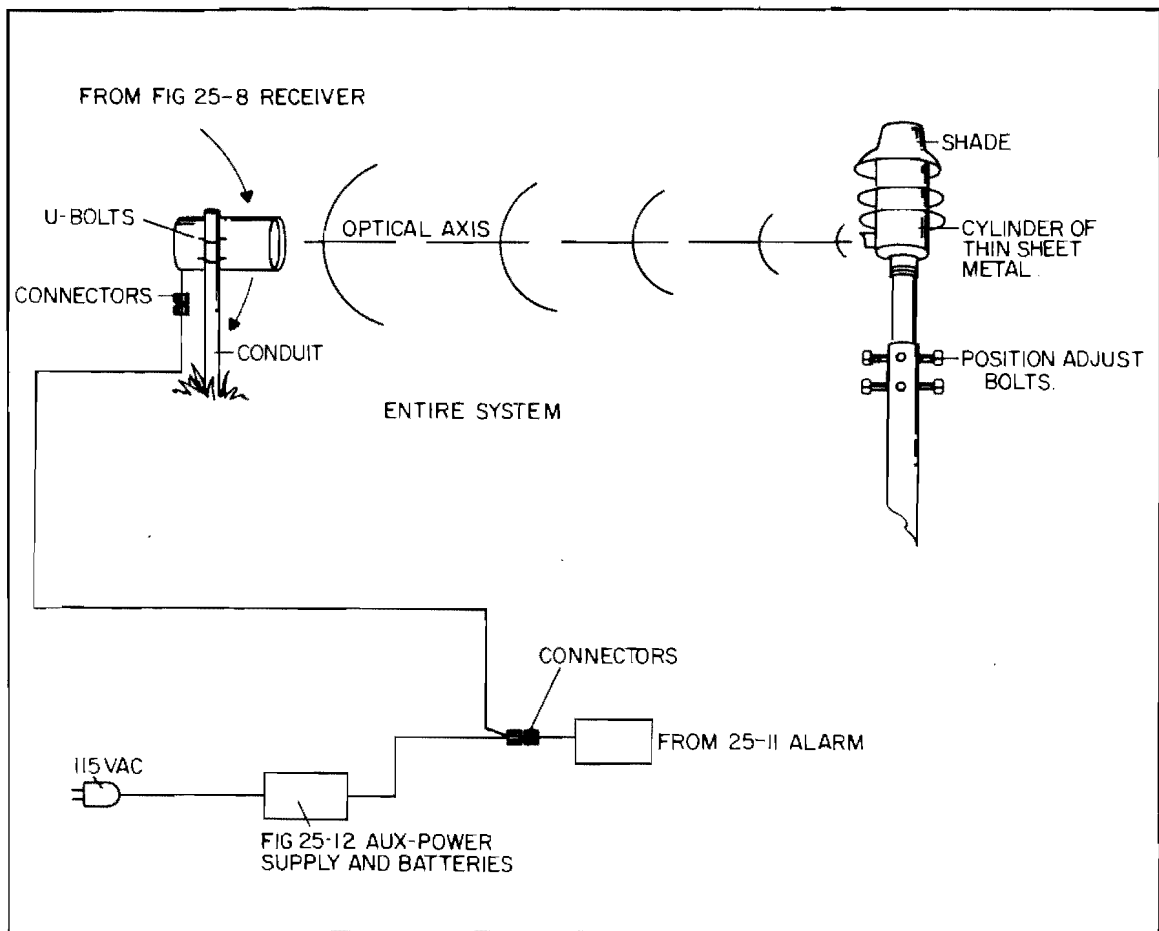 FROM FIG 25-8 RECEIVER
SHADE
U-BOLTS
OPTICAL AXIS
CYLINDER OF
THIN SHEET
METAL.
CONNECTORS
CONDUIT
POSITION ADJUST
BOLTS.
ENTIRE SYSTEM
CONNECTORS
FROM 25-11 ALARM
115 VAC
FIG 25-12 AUX-POWER
SUPPLY AND BATTERIES